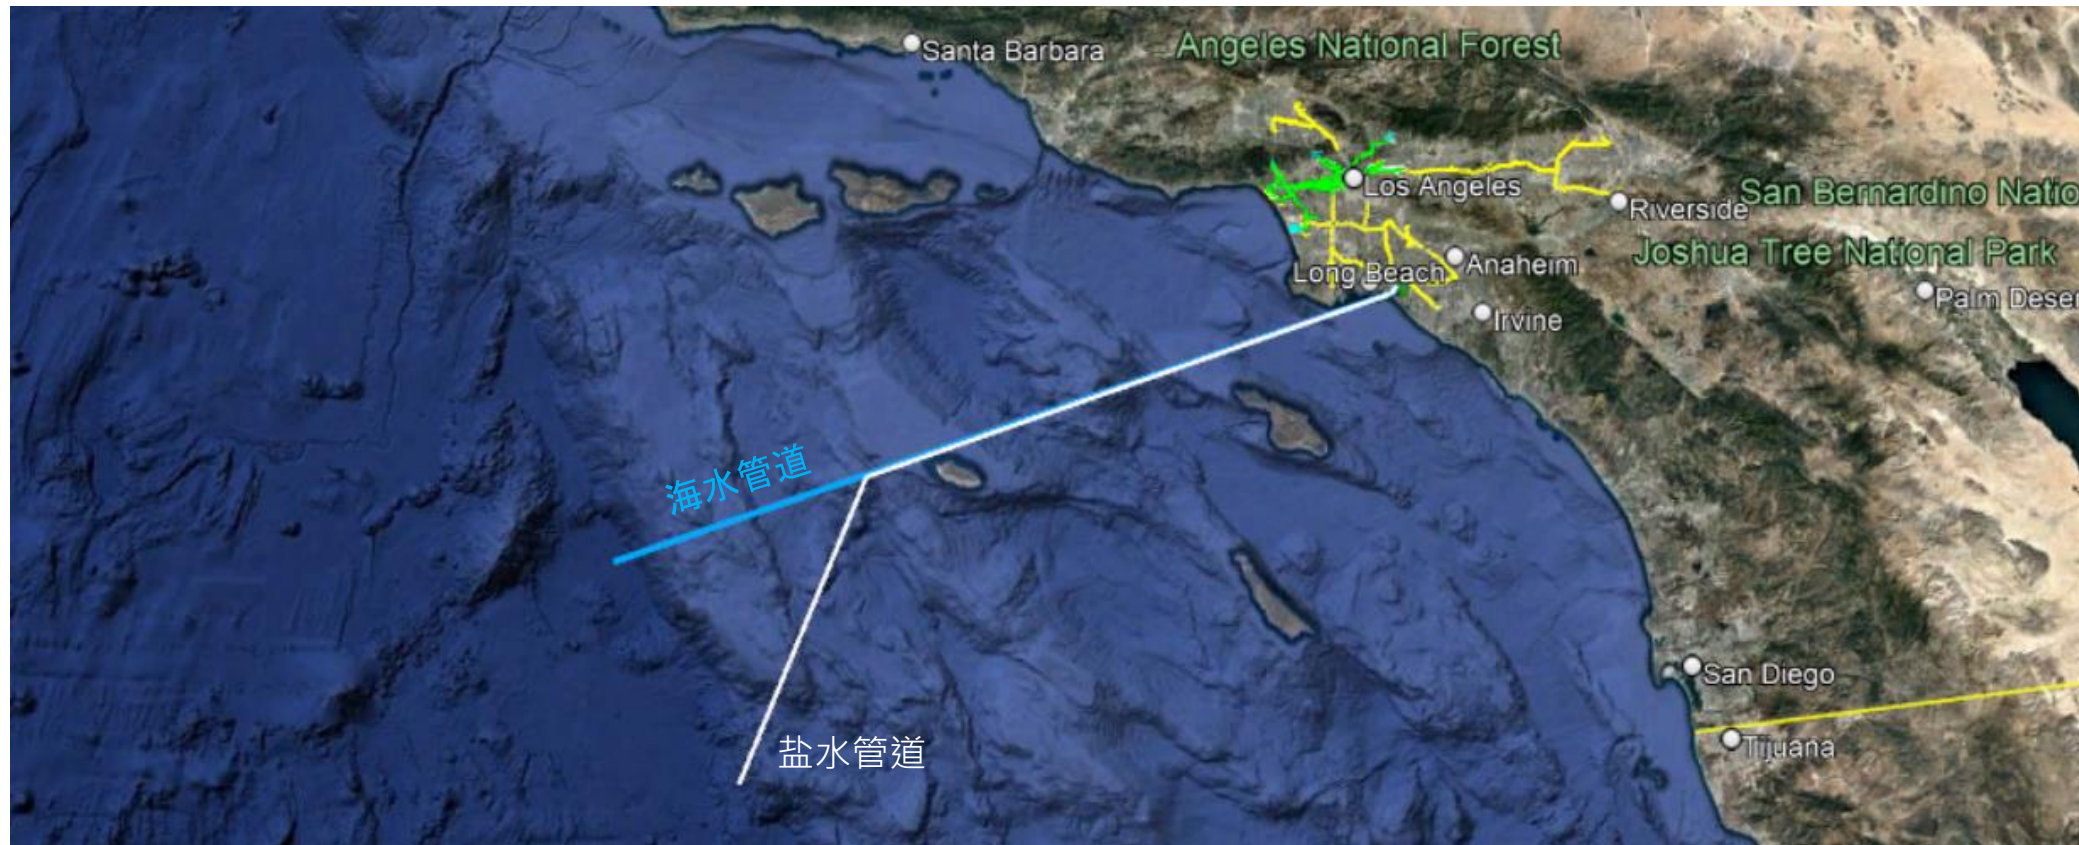 Santa Barbara
Angeles National Forest
Los Angeles
Riverside
San Bernardino Natio
Joshua Tree National Park
Anaheim
Long Beach
Palm Deser
Irvine
海水管道
San Diego
Tijuana
盐水管道